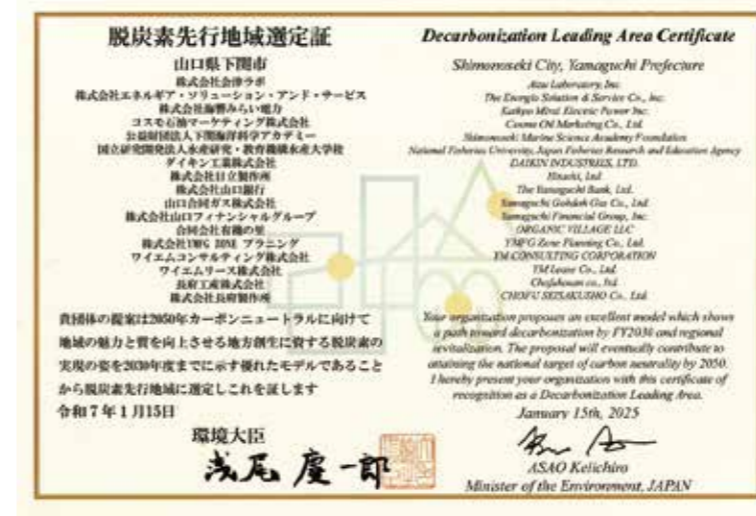 脱炭素先行地域選定証
山口県下関市
株式会社会津ラボ
株式会社エネルギア・ソリューション・アンド・サービス
株式会社海響みらい電力
コスモ石油マーケティング株式会社
公益財団法人下関海洋科学アカデミー
国立研究開発法人水産研究・教育機構水産大学校
ダイキン工業株式会社
株式会社日立製作所
株式会社山口銀行
山口合同ガス株式会社
株式会社山口フィナンシャルグループ
合同会社有機の里
株式会社YMFG ZONE プラニング
ワイエムコンサルティング株式会社
ワイエムリース株式会社
長府工産株式会社
株式会社長府製作所
貴団体の提案は2050年カーボンニュートラルに向けて
地域の魅力と質を向上させる地方創生に資する脱炭素の
実現の姿を2030年度までに示す優れたモデルであること
から脱炭素先行地域に選定しこれを証します
令和7年1月15日
環境大臣
浅尾慶一郎
Decarbonization Leading Area Certificate
Shimonoseki City, Yamaguchi Prefecture
Aizu Laboratory, Inc.
The Energia Solution & Service Co., Inc.
Kaikyo Mirai Electric Power Inc.
Cosmo Oil Marketing Co., Ltd.
Shimonoseki Marine Science Academy Foundation
National Fisheries University, Japan Fisheries Research and Education Agency
DAIKIN INDUSTRIES, LTD.
Hitachi, Ltd.
The Yamaguchi Bank, Ltd.
Yamaguchi Goudoh Gas Co., Ltd.
Yamaguchi Financial Group, Inc.
ORGANIC VILLAGE LLC
YMFG Zone Planning Co., Ltd.
YM CONSULTING CORPORATION
YM Lease Co., Ltd.
Chofukosan co., ltd.
CHOFU SEISAKUSHO Co., Ltd.
Your organization proposes an excellent model which shows
a path toward decarbonization by FY2030 and regional
revitalization. The proposal will eventually contribute to
attaining the national target of carbon neutrality by 2050.
I hereby present your organization with this certificate of
recognition as a Decarbonization Leading Area.
January 15th, 2025
ASAO Keiichiro
Minister of the Environment, JAPAN